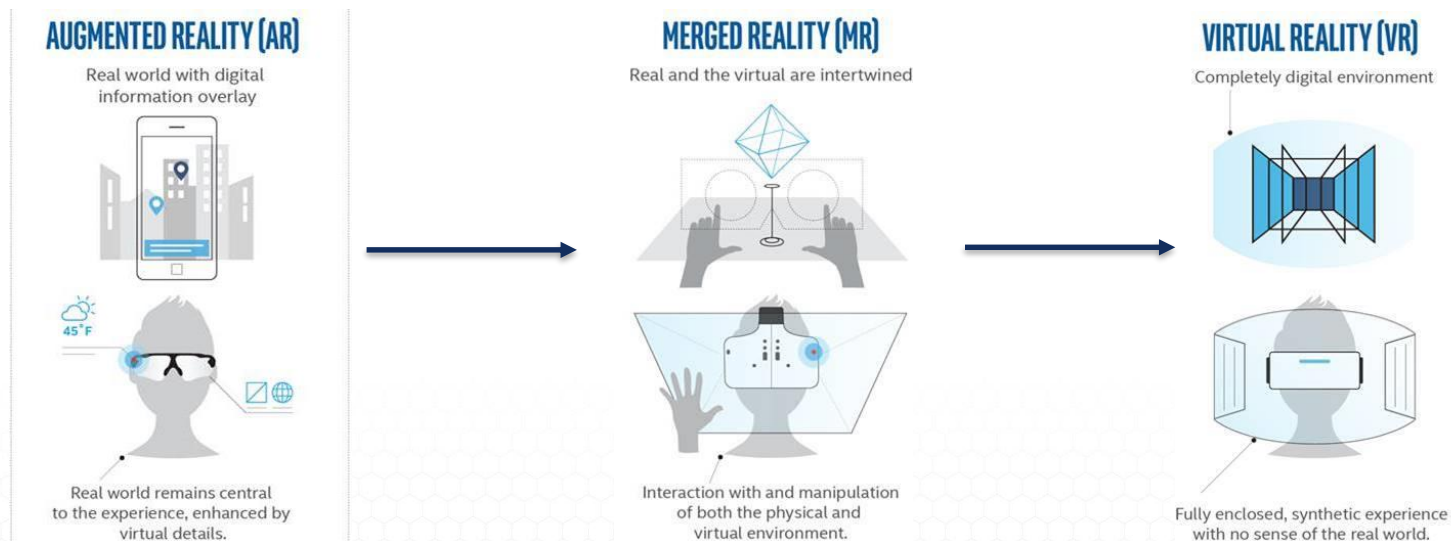 AUGMENTED REALITY (AR)
Real world with digital
information overlay
45°F
Real world remains central
to the experience, enhanced by
virtual details.
MERGED REALITY (MR)
Real and the virtual are intertwined
Interaction with and manipulation
of both the physical and
virtual environment.
VIRTUAL REALITY (VR)
Completely digital environment
Fully enclosed, synthetic experience
with no sense of the real world.